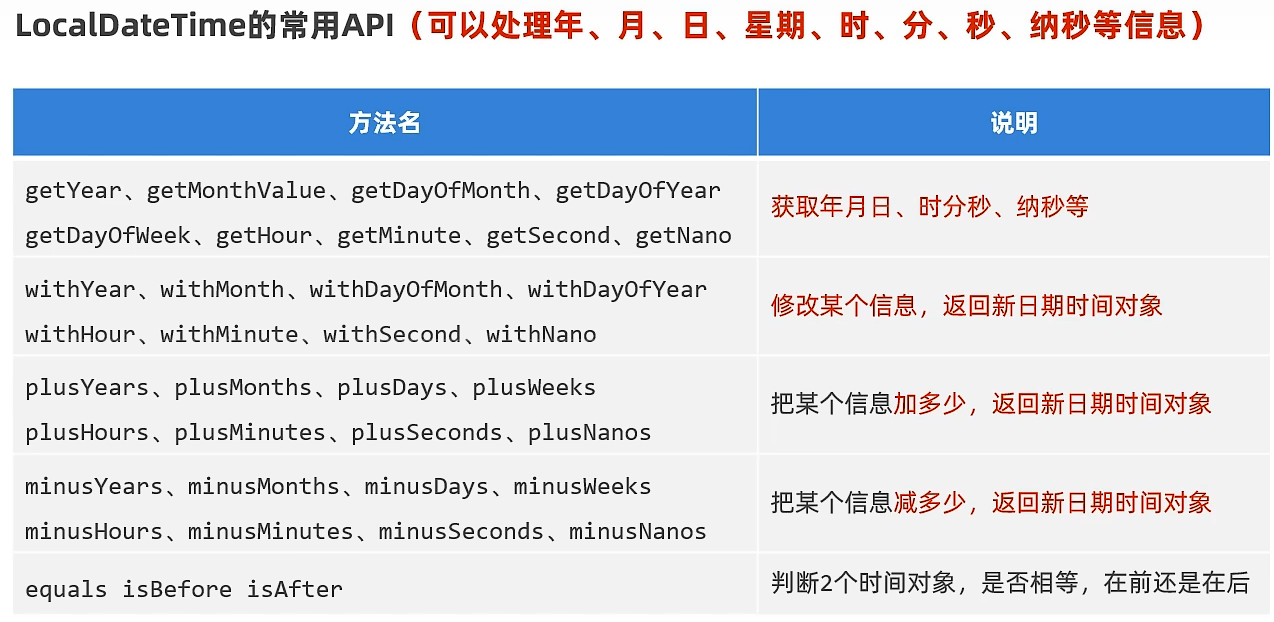 LocalDateTime的常用API（可以处理年、月、日、星期、时、分、秒、纳秒等信息）
方法名
说明
getYear、getMonthValue、getDayOfMonth、getDayOfYear
getDayOfWeek、getHour、getMinute、getSecond、getNano
获取年月日、时分秒、纳秒等
withYear、withMonth、withDayOfMonth、withDayOfYear
withHour、withMinute、withSecond、withNano
修改某个信息，返回新日期时间对象
plusYears、plusMonths、plusDays、plusWeeks
plusHours、plusMinutes、plusSeconds、plusNanos
把某个信息加多少，返回新日期时间对象
minusYears、minusMonths、minusDays、minusWeeks
minusHours、minusMinutes、minusSeconds、minusNanos
把某个信息减多少，返回新日期时间对象
equals isBefore isAfter
判断2个时间对象，是否相等，在前还是在后